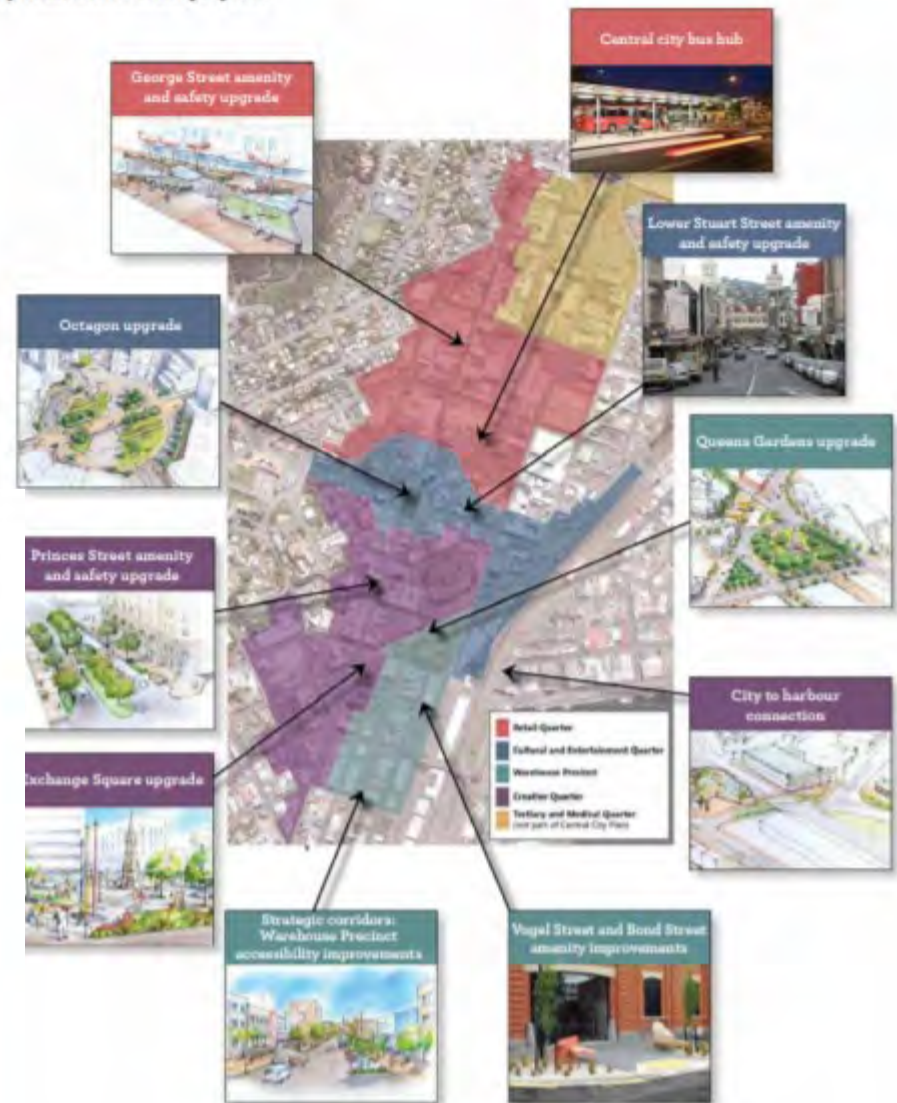 Central city bus hub
George Street amenity
and safety upgrade
Lower Stuart Street amenity
and safety upgrade
Octagon upgrade
Queens Gardens upgrade
Princes Street amenity
and safety upgrade
City to harbour
connection
Retail Quarter
Cultural and Entertainment Quarter
Warehouse Precinct
Creative Quarter
Tertiary and Medical Quarter
(not part of Central City Plan)
Exchange Square upgrade
Strategic corridors:
Warehouse Precinct
accessibility improvements
Vogel Street and Bond Street
amenity improvements